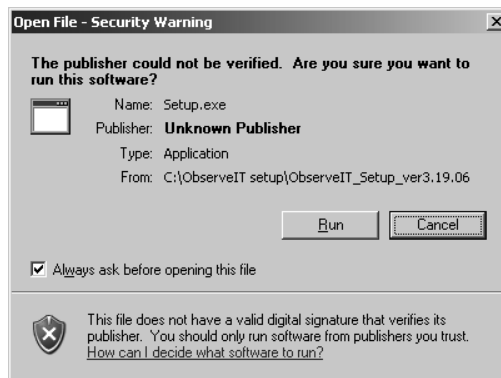 Open File - Security Warning
The publisher could not be verified.  Are you sure you want to
run this software?
Name: Setup.exe
Publisher: Unknown Publisher
Type: Application
From: C:\ObserveIT setup\ObserveIT_Setup_ver3.19.06
Run Cancel
Always ask before opening this file
This file does not have a valid digital signature that verifies its
publisher.  You should only run software from publishers you trust.
How can I decide what software to run?